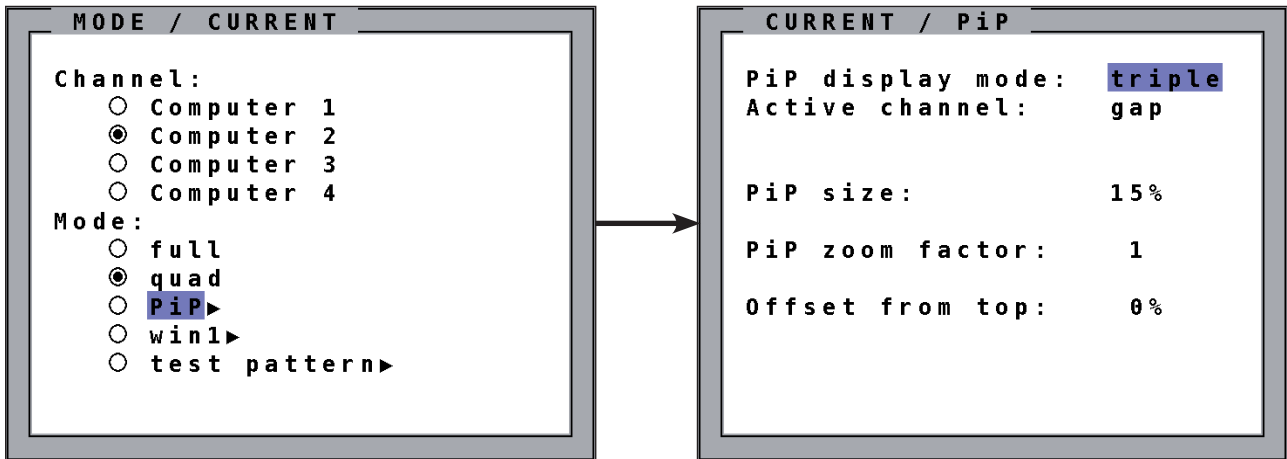 MODE / CURRENT
Channel:
Computer 1
Computer 2
Computer 3
Computer 4
Mode:
full
quad
PiP▶
win1▶
test pattern▶
CURRENT / PiP
PiP display mode: triple
Active channel: gap
PiP size: 15%
PiP zoom factor: 1
Offset from top: 0%